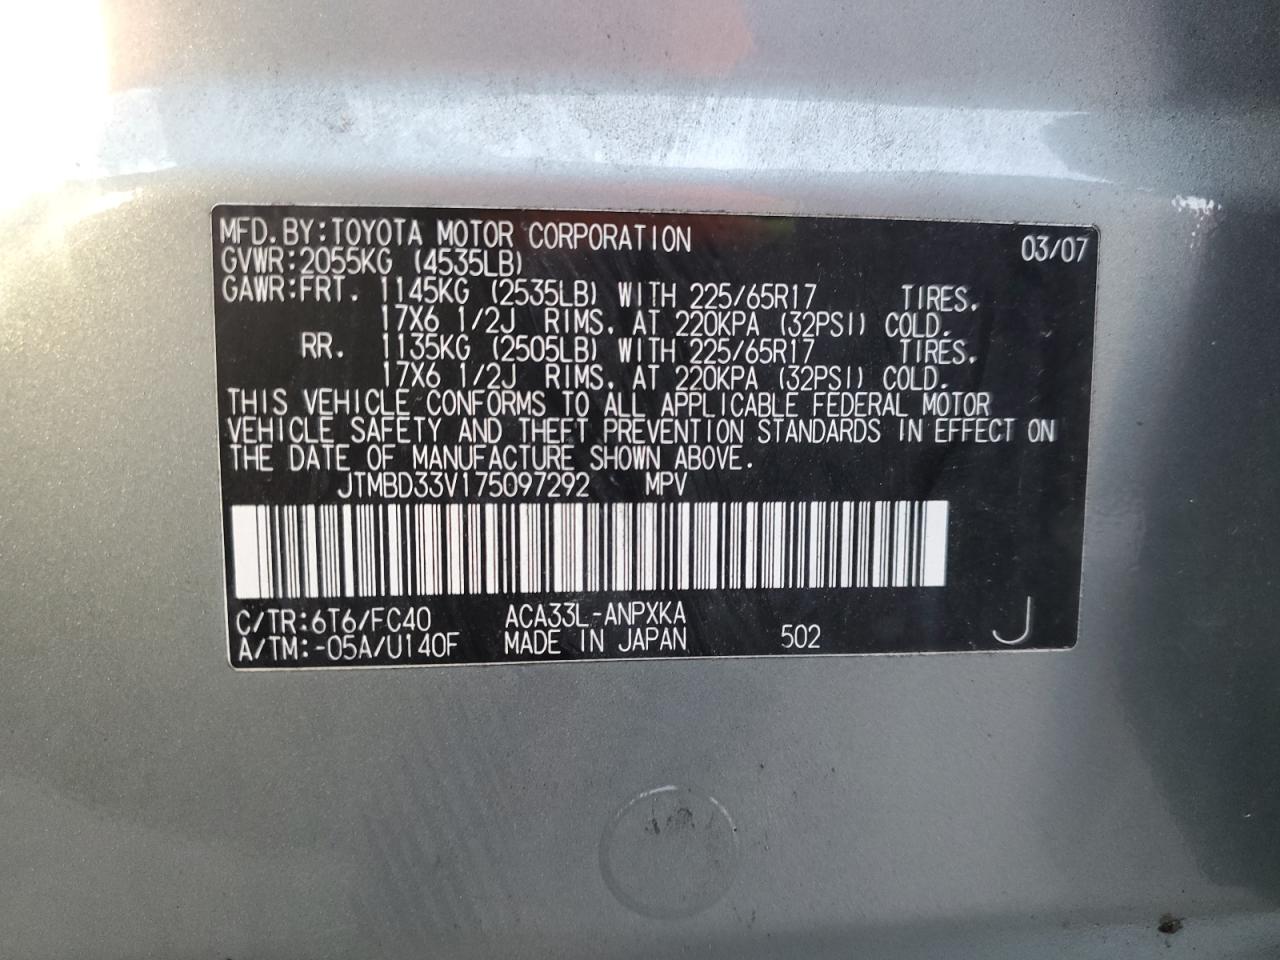 MFD.BY:TOYOTA MOTOR CORPORATION 03/07
GVWR:2055KG (4535LB)
GAWR:FRT. 1145KG (2535LB) WITH 225/65R17 TIRES.
17X6 1/2J RIMS. AT 220KPA (32PSI) COLD.
RR. 1135KG (2505LB) WITH 225/65R17 TIRES.
17X6 1/2J RIMS. AT 220KPA (32PSI) COLD.
THIS VEHICLE CONFORMS TO ALL APPLICABLE FEDERAL MOTOR
VEHICLE SAFETY AND THEFT PREVENTION STANDARDS IN EFFECT ON
THE DATE OF MANUFACTURE SHOWN ABOVE.
JTMBD33V175097292 MPV
C/TR:6T6/FC40 ACA33L-ANPXKA
A/TM:-05A/U140F MADE IN JAPAN 502 J